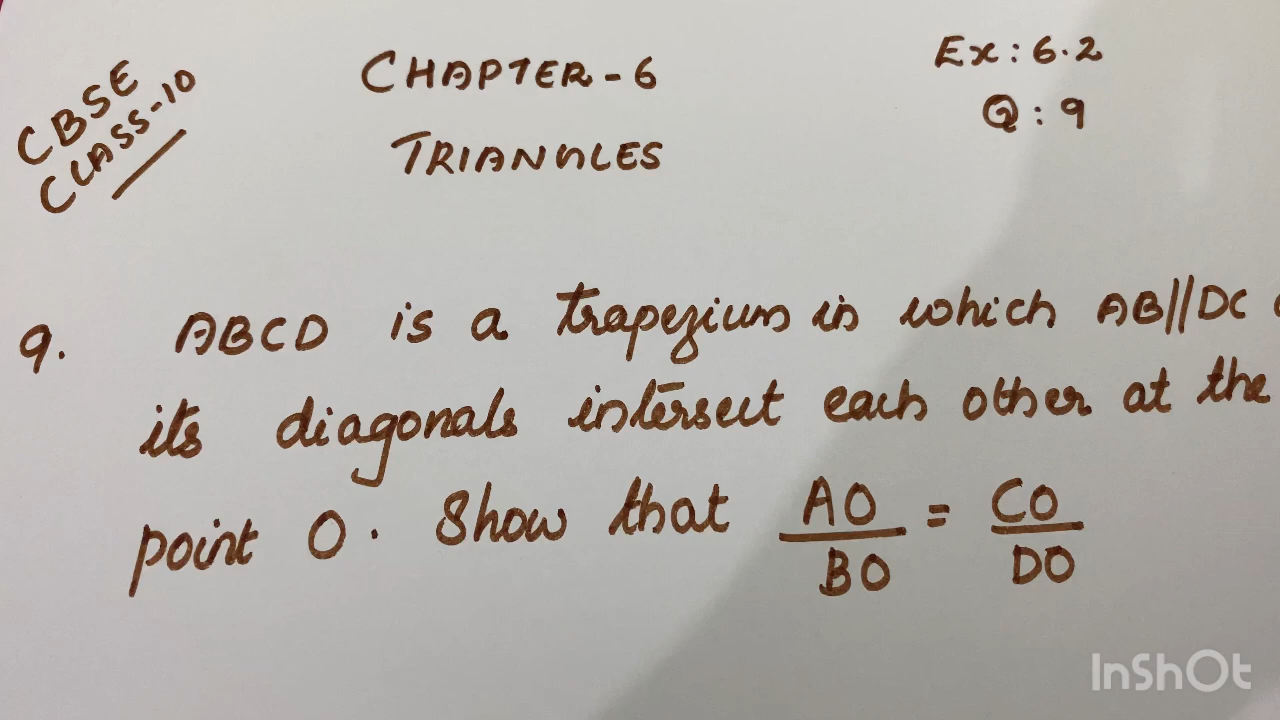 CBSE
CLASS-10
CHAPTER-6
TRIANGLES
Ex: 6.2
Q: 9
9. ABCD is a trapezium in which AB||DC
its diagonals intersect each other at the
point O. Show that AO/BO = CO/DO
InShOt